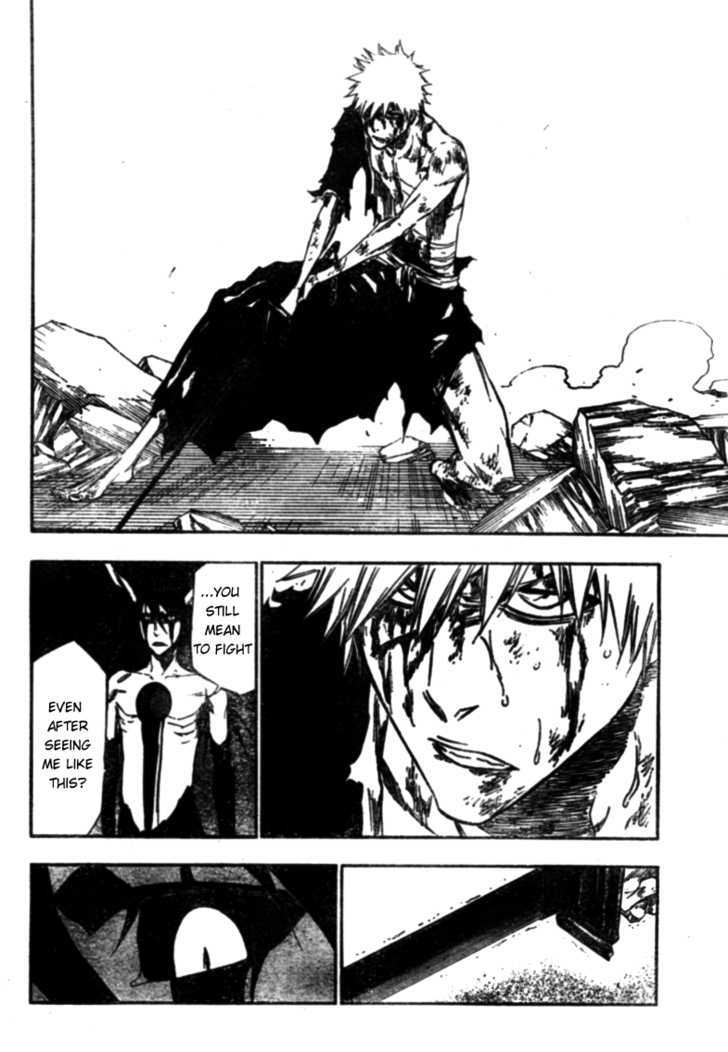 ...YOU
STILL
MEAN
TO FIGHT
EVEN
AFTER
SEEING
ME LIKE
THIS?